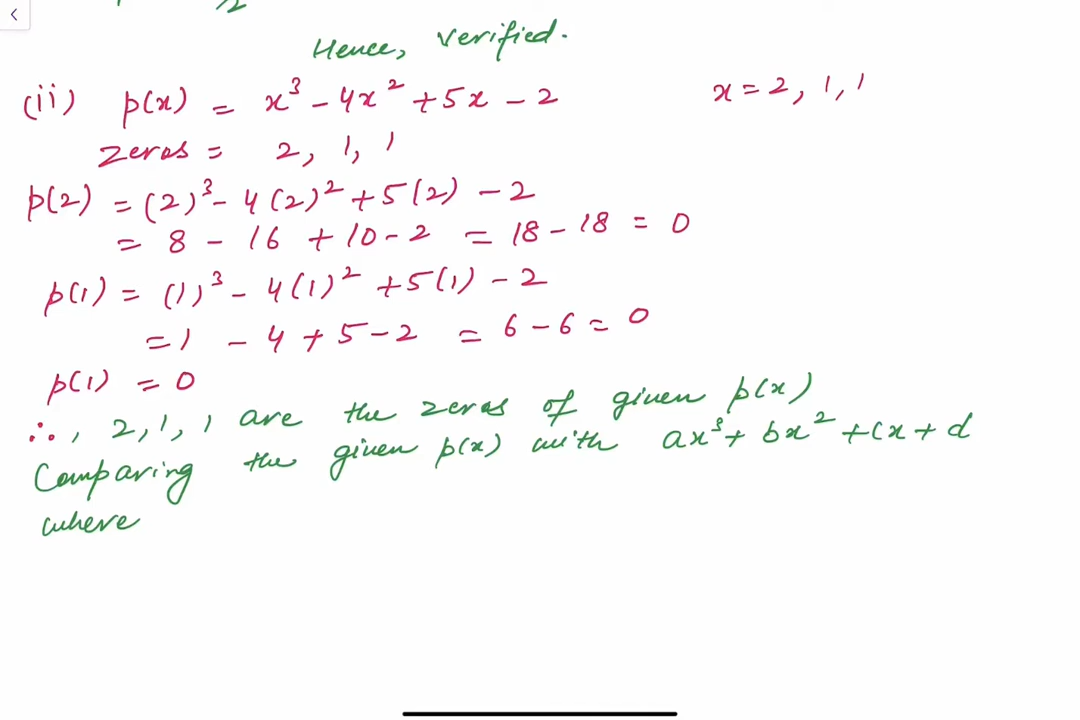 Hence, verified.
(ii) p(x) = x³ - 4x² + 5x - 2 x = 2, 1, 1
zeros = 2, 1, 1
p(2) = (2)³ - 4(2)² + 5(2) - 2
= 8 - 16 + 10 - 2 = 18 - 18 = 0
p(1) = (1)³ - 4(1)² + 5(1) - 2
= 1 - 4 + 5 - 2 = 6 - 6 = 0
p(1) = 0
∴, 2, 1, 1 are the zeros of given p(x)
Comparing the given p(x) with ax³ + bx² + cx + d
where